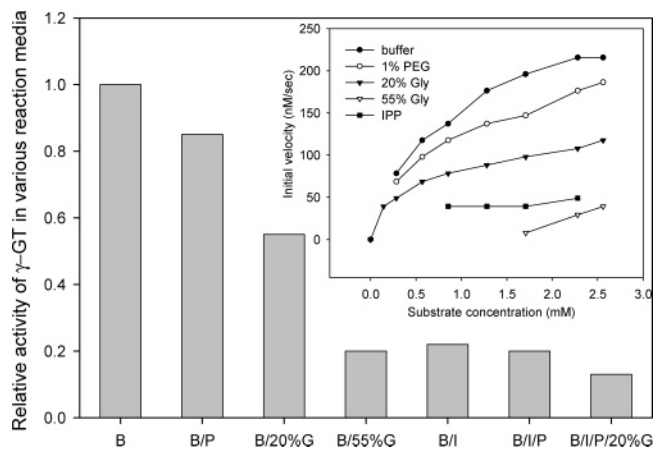 Relative activity of γ–GT in various reaction media
1.2
1.0
0.8
0.6
0.4
0.2
0.0
B
B/P
B/20%G
B/55%G
B/I
B/I/P
B/I/P/20%G
Initial velocity (nM/sec)
250
200
150
100
50
0
buffer
1% PEG
20% Gly
55% Gly
IPP
0.0
0.5
1.0
1.5
2.0
2.5
3.0
Substrate concentration (mM)